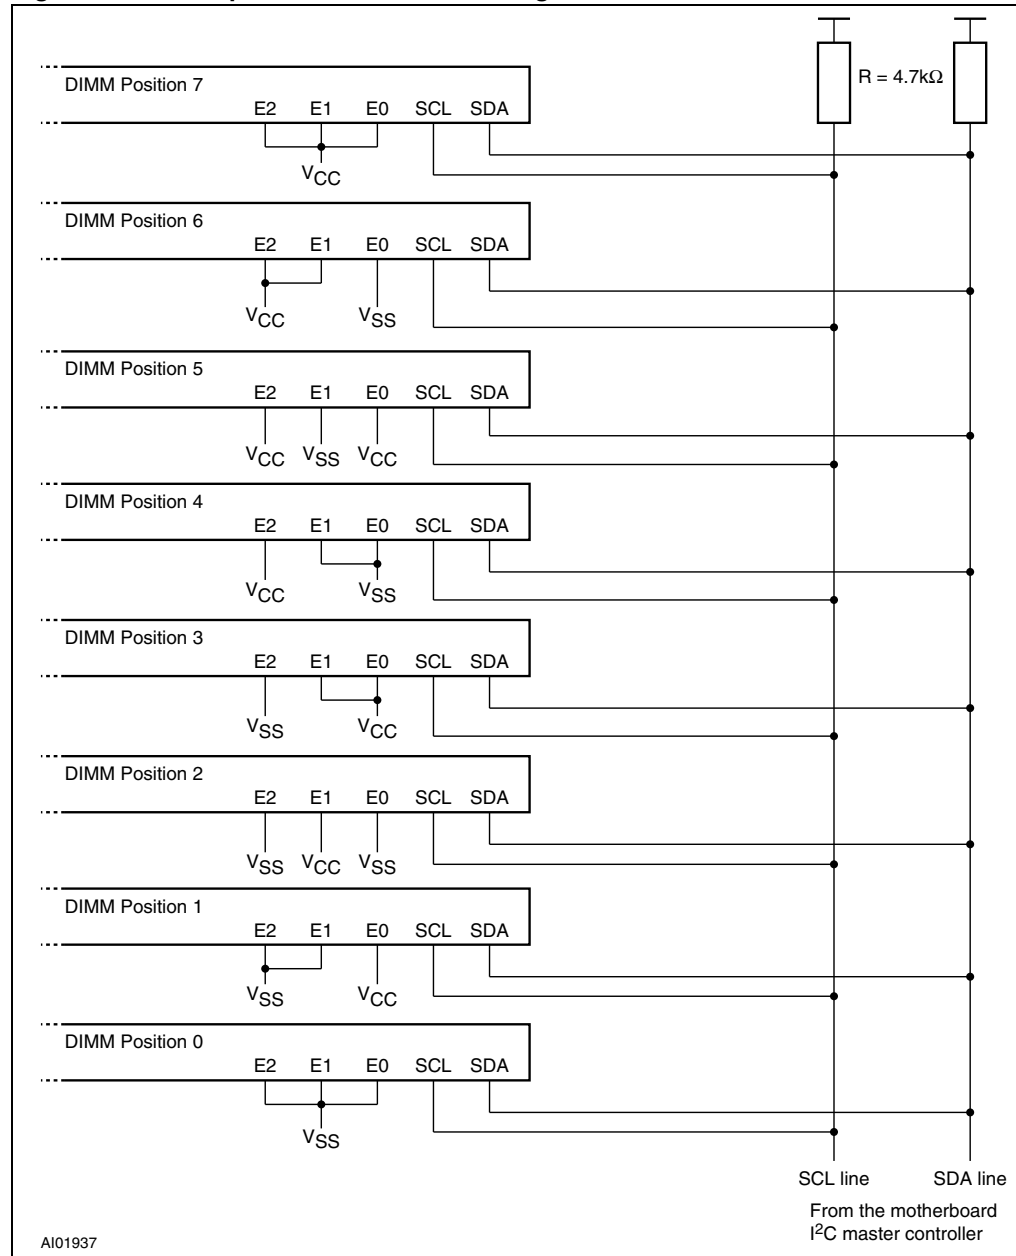 R = 4.7kΩ
DIMM Position 7
E2 E1 E0 SCL SDA
VCC
DIMM Position 6
E2 E1 E0 SCL SDA
VCC VSS
DIMM Position 5
E2 E1 E0 SCL SDA
VCC VSS VCC
DIMM Position 4
E2 E1 E0 SCL SDA
VCC VSS
DIMM Position 3
E2 E1 E0 SCL SDA
VSS VCC
DIMM Position 2
E2 E1 E0 SCL SDA
VSS VCC VSS
DIMM Position 1
E2 E1 E0 SCL SDA
VSS VCC
DIMM Position 0
E2 E1 E0 SCL SDA
VSS
SCL line SDA line
From the motherboard
I²C master controller
AI01937